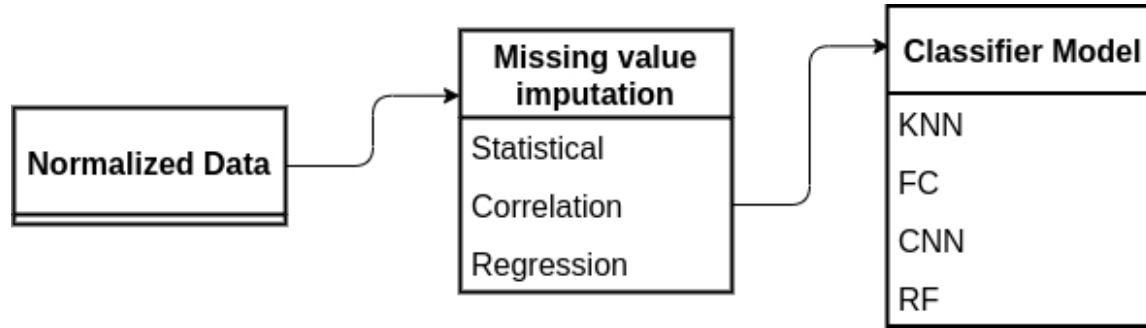 Normalized Data
Missing value
imputation
Statistical
Correlation
Regression
Classifier Model
KNN
FC
CNN
RF